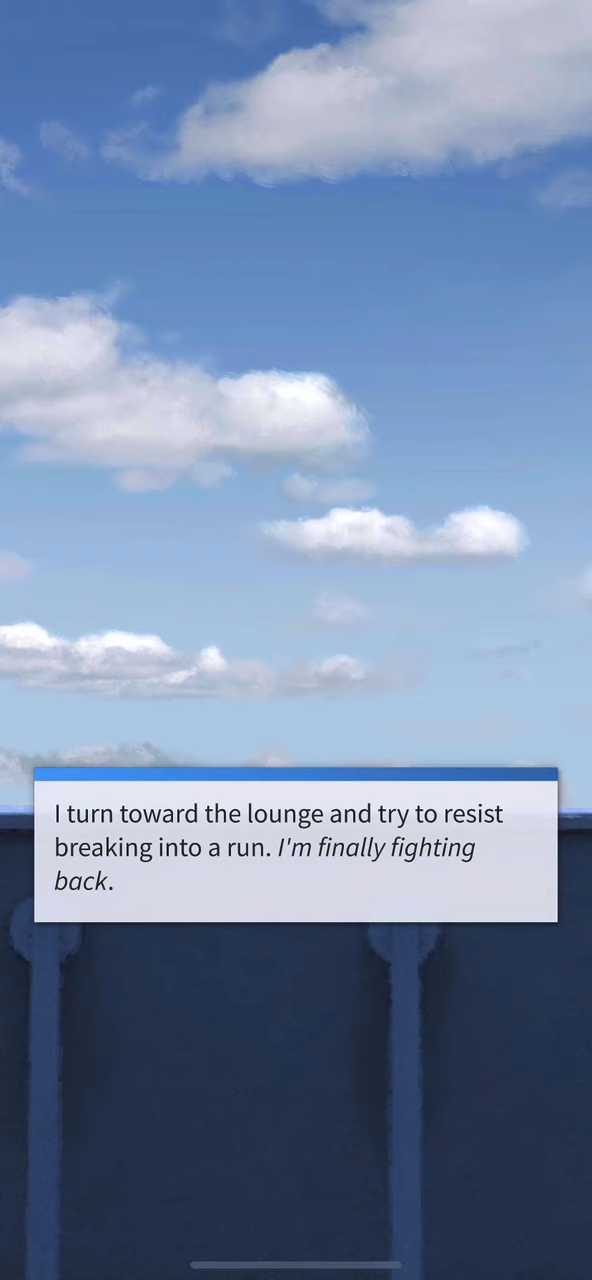 I turn toward the lounge and try to resist
breaking into a run. I'm finally fighting
back.